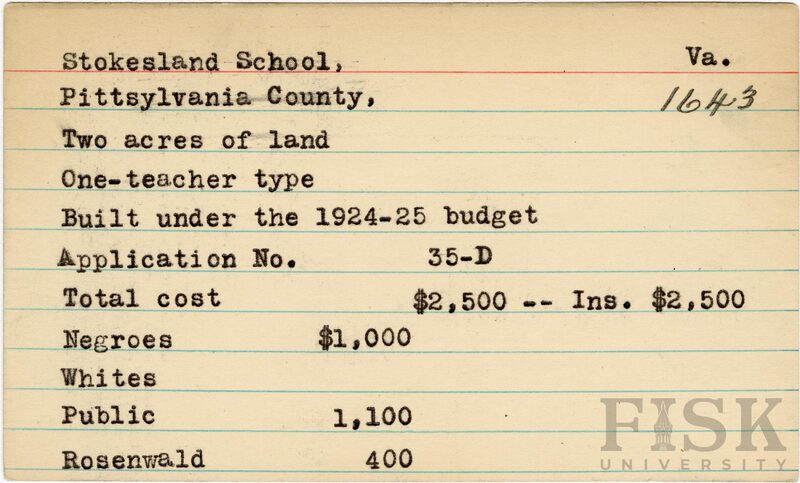 Stokesland School, Va.
Pittsylvania County, 1643
Two acres of land
One-teacher type
Built under the 1924-25 budget
Application No. 35-D
Total cost $2,500 -- Ins. $2,500
Negroes $1,000
Whites
Public 1,100
Rosenwald 400
FISK
UNIVERSITY